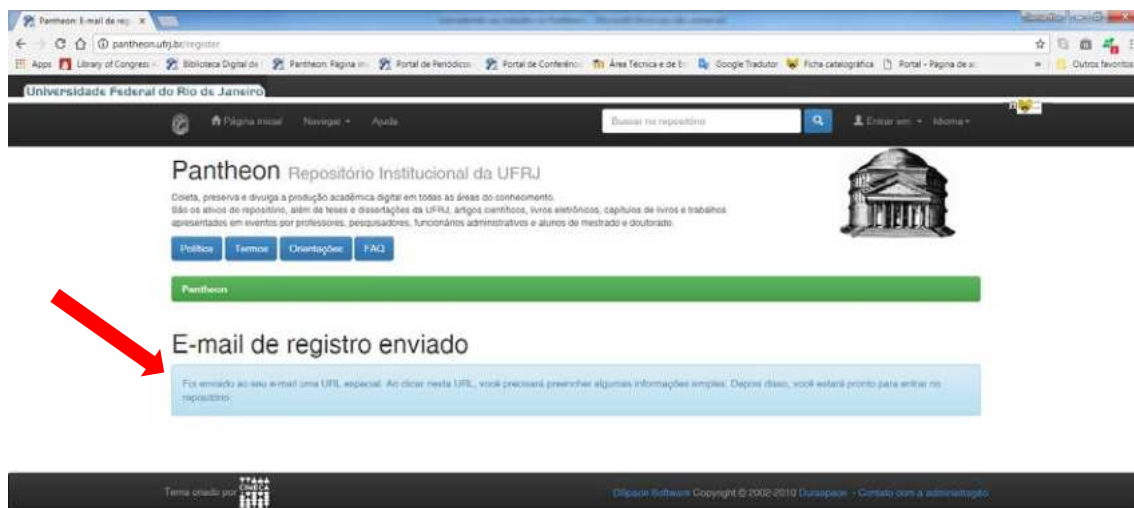 Pantheon: E-mail de reg
pantheon.ufrj.br/register
Apps Library of Congress Biblioteca Digital de Pantheon: Página in Portal de Periódicos Portal de Conferênc Área Técnica e de E Google Tradutor Ficha catalográfica Portal - Página de a Outros favoritos
Universidade Federal do Rio de Janeiro
Página inicial Navegar Ajuda Buscar no repositório Entrar em: Idioma
Pantheon Repositório Institucional da UFRJ
Coleta, preserva e divulga a produção acadêmica digital em todas as áreas do conhecimento.
São os ativos do repositório, além de teses e dissertações da UFRJ, artigos científicos, livros eletrônicos, capítulos de livros e trabalhos
apresentados em eventos por professores, pesquisadores, funcionários administrativos e alunos de mestrado e doutorado.
Política Termos Orientações FAQ
Pantheon
E-mail de registro enviado
Foi enviado ao seu e-mail uma URL especial. Ao clicar nesta URL, você precisará preencher algumas informações simples. Depois disso, você estará pronto para entrar no
repositório.
Tema criado por CINECA DSpace Software Copyright © 2002-2010 Duraspace - Contato com a administração